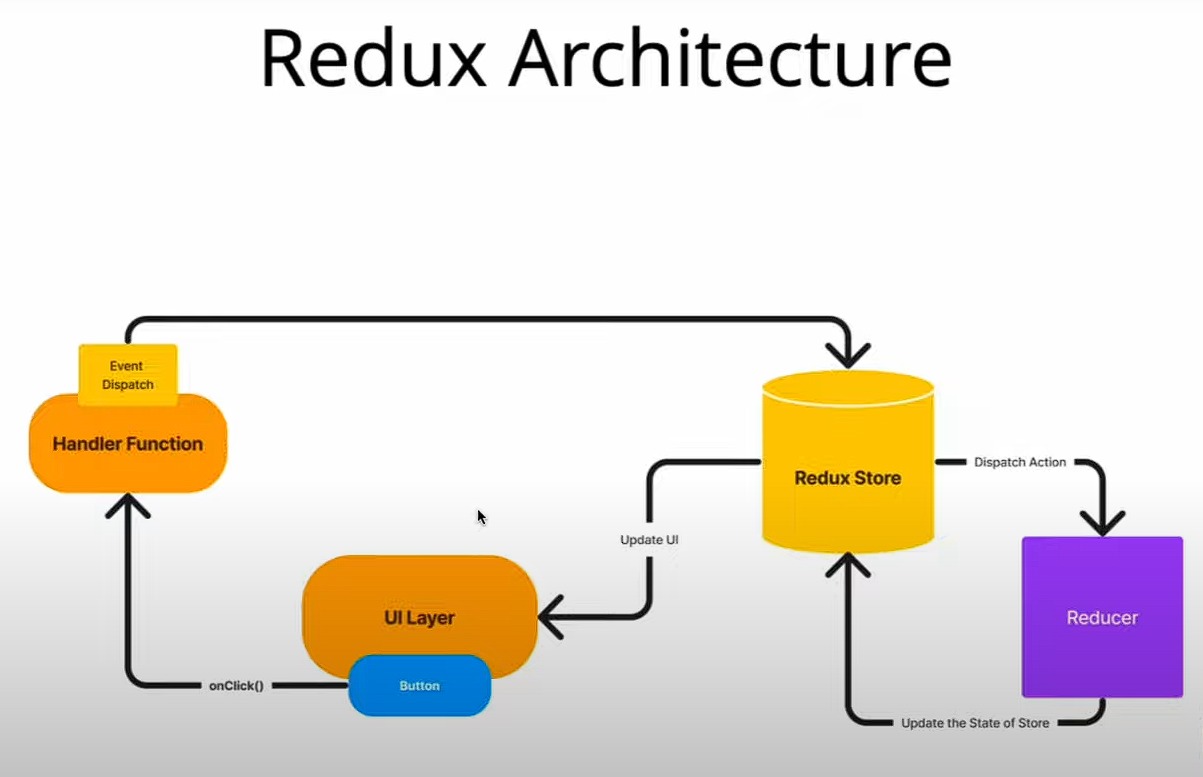 Redux Architecture
Event
Dispatch
Handler Function
Redux Store
Dispatch Action
Update UI
UI Layer
Reducer
onClick()
Button
Update the State of Store